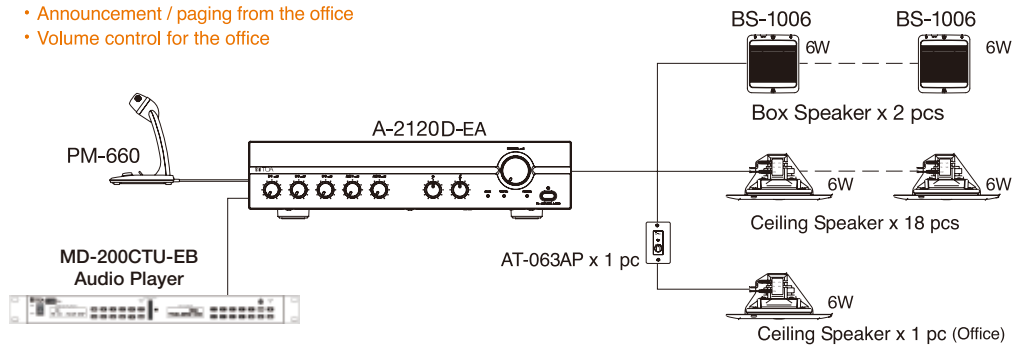 • Announcement / paging from the office
• Volume control for the office
BS-1006
BS-1006
6W
6W
Box Speaker x 2 pcs
A-2120D-EA
PM-660
TOA
6W
6W
Ceiling Speaker x 18 pcs
MD-200CTU-EB
Audio Player
AT-063AP x 1 pc
6W
Ceiling Speaker x 1 pc (Office)